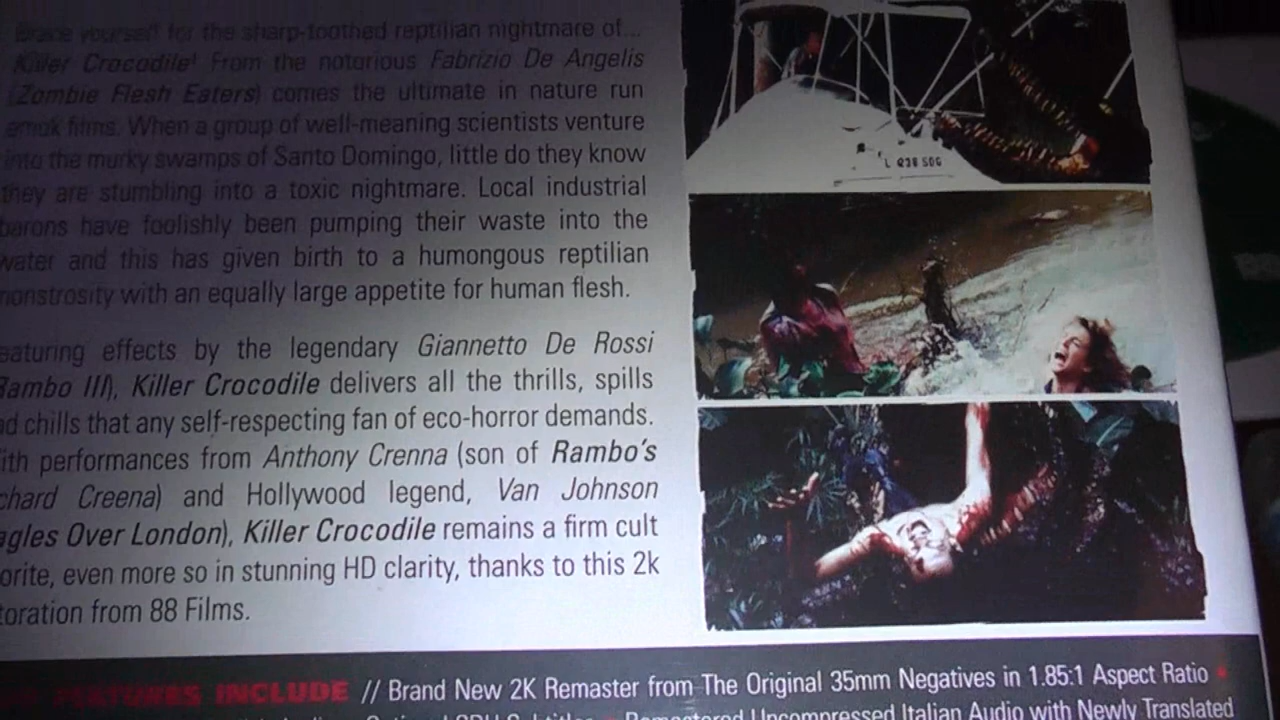 Brace yourself for the sharp-toothed reptilian nightmare of...
Killer Crocodile! From the notorious Fabrizio De Angelis
(Zombie Flesh Eaters) comes the ultimate in nature run
amok films. When a group of well-meaning scientists venture
into the murky swamps of Santo Domingo, little do they know
they are stumbling into a toxic nightmare. Local industrial
barons have foolishly been pumping their waste into the
water and this has given birth to a humongous reptilian
monstrosity with an equally large appetite for human flesh.
eaturing effects by the legendary Giannetto De Rossi
Rambo III), Killer Crocodile delivers all the thrills, spills
nd chills that any self-respecting fan of eco-horror demands.
ith performances from Anthony Crenna (son of Rambo's
chard Creena) and Hollywood legend, Van Johnson
agles Over London), Killer Crocodile remains a firm cult
orite, even more so in stunning HD clarity, thanks to this 2k
toration from 88 Films.
FEATURES INCLUDE // Brand New 2K Remaster from The Original 35mm Negatives in 1.85:1 Aspect Ratio •
Remastered Uncompressed Italian Audio with Newly Translated